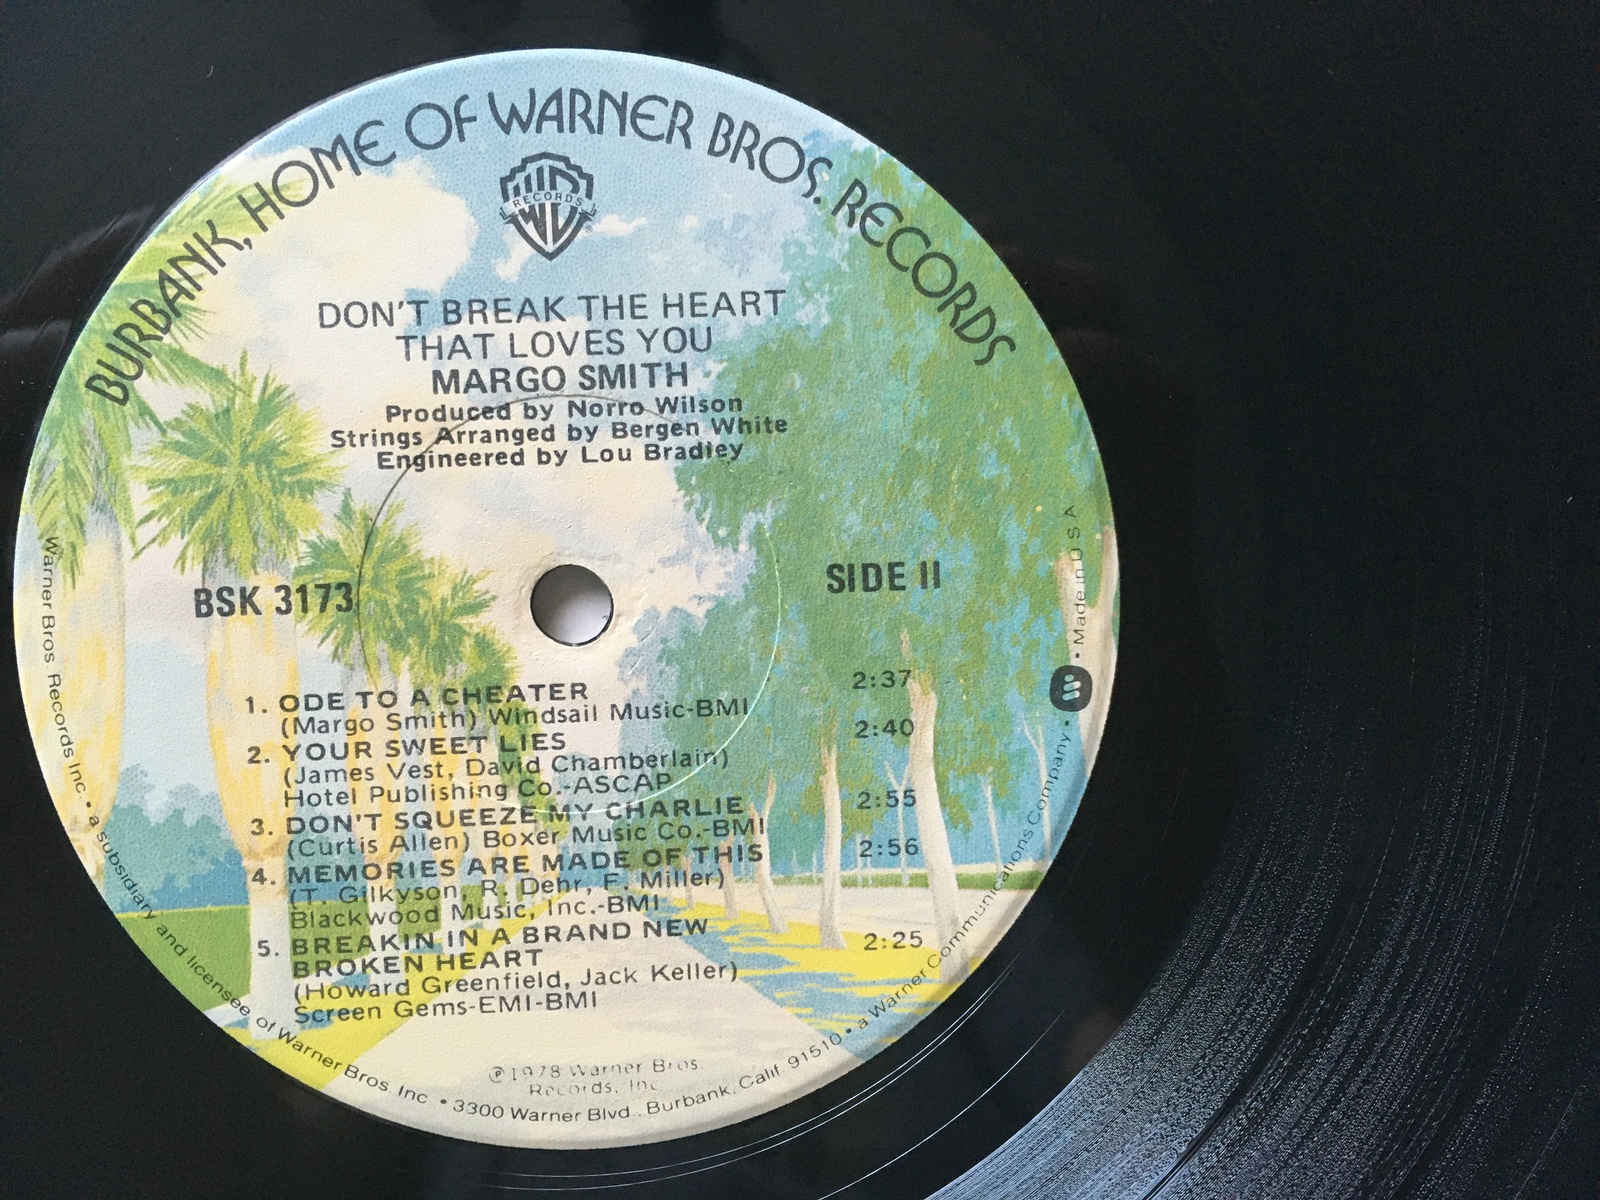 BURBANK, HOME OF WARNER BROS. RECORDS
RECORDS
DON'T BREAK THE HEART
THAT LOVES YOU
MARGO SMITH
Produced by Norro Wilson
Strings Arranged by Bergen White
Engineered by Lou Bradley
BSK 3173
SIDE II
1. ODE TO A CHEATER 2:37
(Margo Smith) Windsail Music-BMI
2. YOUR SWEET LIES 2:40
(James Vest, David Chamberlain)
Hotel Publishing Co.-ASCAP
3. DON'T SQUEEZE MY CHARLIE 2:55
(Curtis Allen) Boxer Music Co.-BMI
4. MEMORIES ARE MADE OF THIS 2:56
(T. Gilkyson, R. Dehr, F. Miller)
Blackwood Music, Inc.-BMI
5. BREAKIN IN A BRAND NEW
BROKEN HEART 2:25
(Howard Greenfield, Jack Keller)
Screen Gems-EMI-BMI
℗1978 Warner Bros.
Records, Inc
Warner Bros. Records Inc. • a subsidiary and licensee of Warner Bros. Inc • 3300 Warner Blvd., Burbank, Calif. 91510 • a Warner Communications Company • Made in U S A